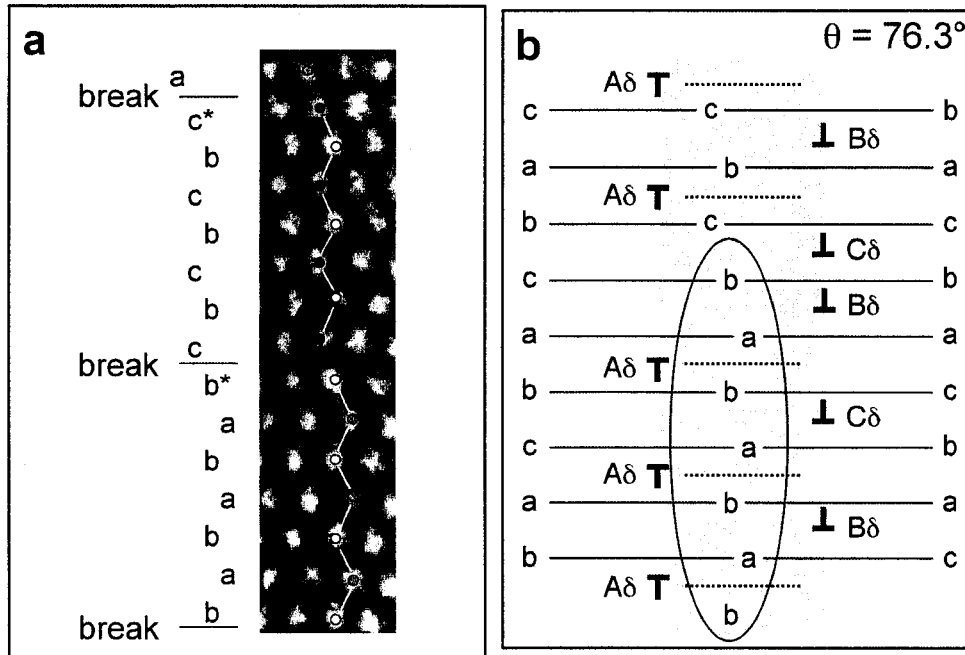 a
a
break
c*
b
c
b
c
b
c
break
b*
a
b
a
b
a
b
break
b
θ = 76.3°
Aδ
c c b
⊥ Bδ
a b a
Aδ
b c c
⊥ Cδ
c b b
⊥ Bδ
a a a
Aδ
b b c
⊥ Cδ
c a b
Aδ
a b a
⊥ Bδ
b a c
Aδ
b